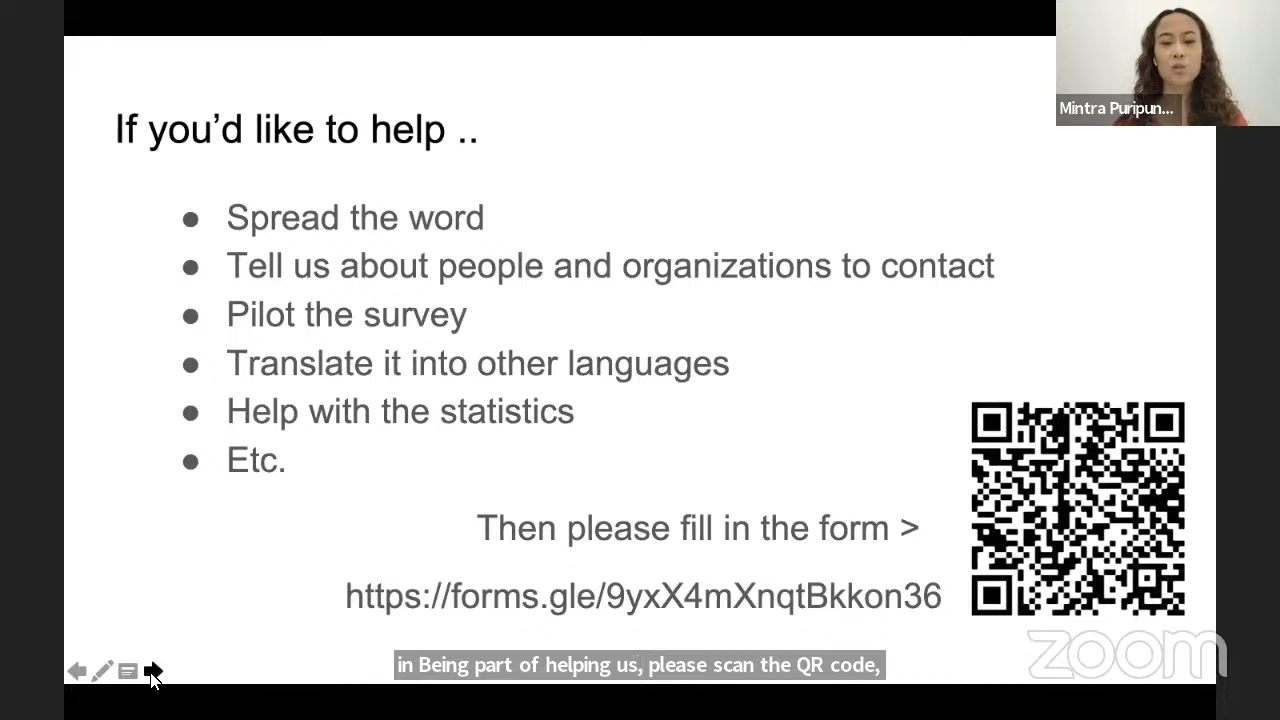 Mintra Puripun...
If you'd like to help ..
● Spread the word
● Tell us about people and organizations to contact
● Pilot the survey
● Translate it into other languages
● Help with the statistics
● Etc.
Then please fill in the form >
https://forms.gle/9yxX4mXnqtBkkon36
in Being part of helping us, please scan the QR code,
zoom